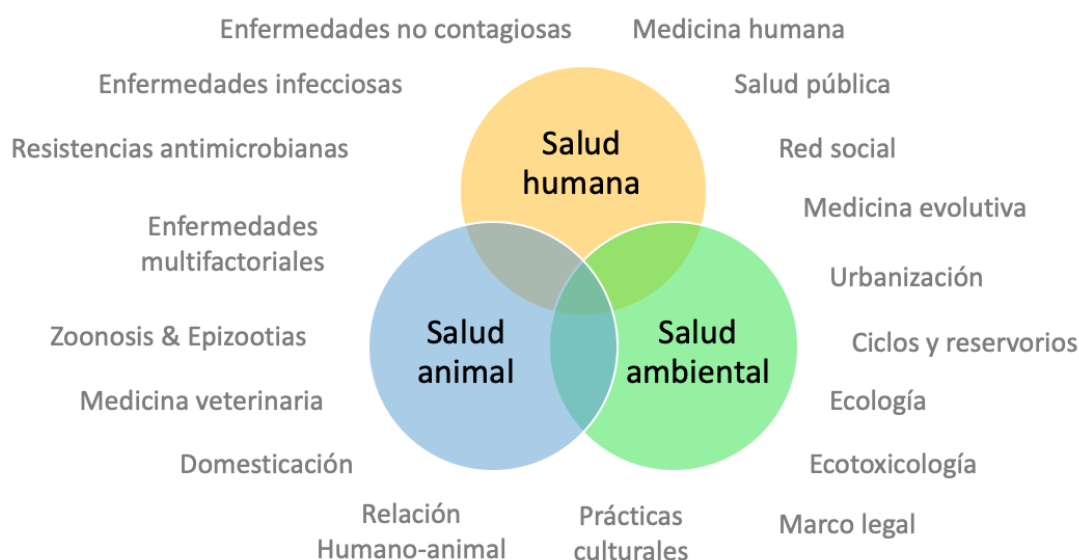 Enfermedades no contagiosas
Medicina humana
Enfermedades infecciosas
Salud pública
Resistencias antimicrobianas
Salud
humana
Red social
Medicina evolutiva
Enfermedades
multifactoriales
Urbanización
Zoonosis & Epizootias
Salud
animal
Salud
ambiental
Ciclos y reservorios
Medicina veterinaria
Ecología
Domesticación
Ecotoxicología
Relación
Humano-animal
Prácticas
culturales
Marco legal